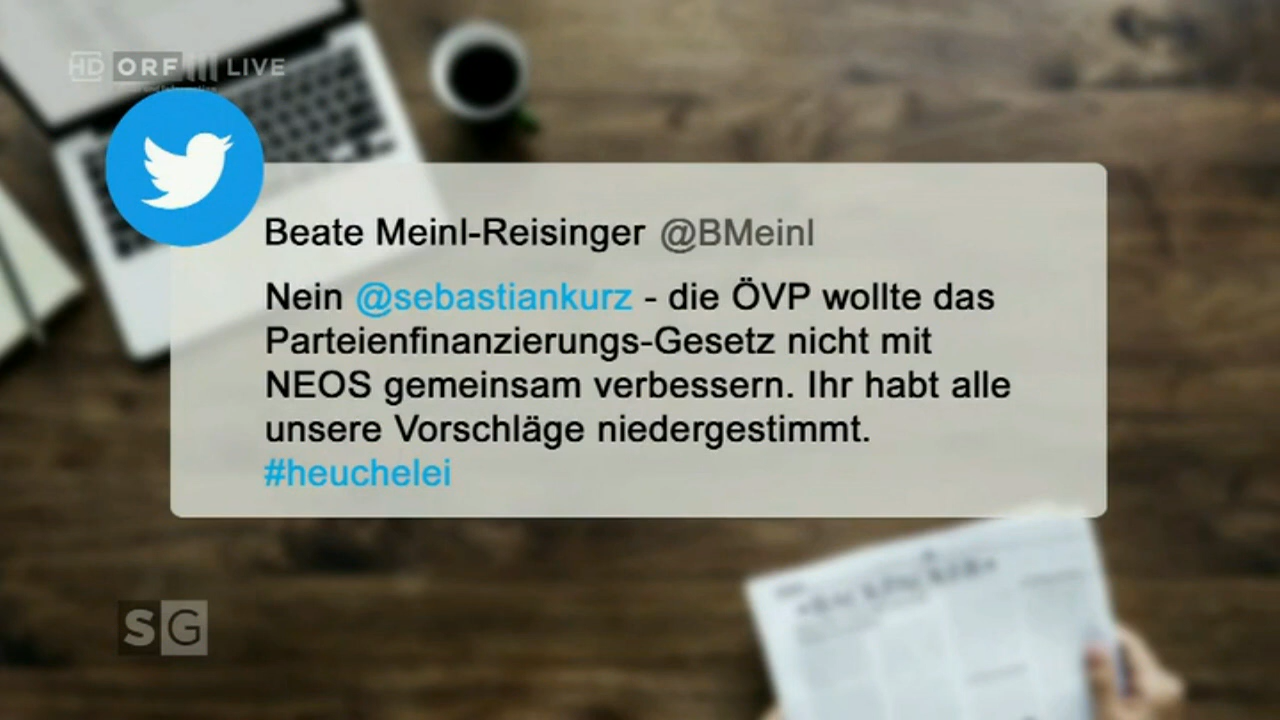 HD ORF III LIVE
Beate Meinl-Reisinger @BMeinl
Nein @sebastiankurz - die ÖVP wollte das
Parteienfinanzierungs-Gesetz nicht mit
NEOS gemeinsam verbessern. Ihr habt alle
unsere Vorschläge niedergestimmt.
#heuchelei
SG